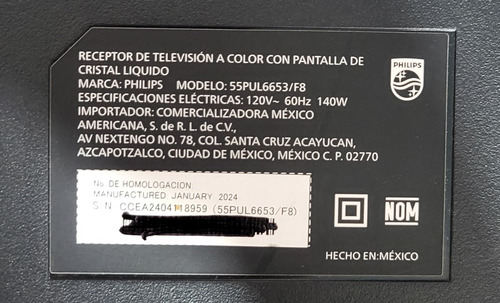 RECEPTOR DE TELEVISIÓN A COLOR CON PANTALLA DE
CRISTAL LIQUIDO
MARCA: PHILIPS MODELO: 55PUL6653/F8
ESPECIFICACIONES ELÉCTRICAS: 120V~ 60Hz 140W
IMPORTADOR: COMERCIALIZADORA MÉXICO
AMERICANA, S. de R. L. de C.V.,
AV NEXTENGO NO. 78, COL. SANTA CRUZ ACAYUCAN,
AZCAPOTZALCO, CIUDAD DE MÉXICO, MÉXICO C. P. 02770
PHILIPS
No. DE HOMOLOGACION:
MANUFACTURED JANUARY 2024
S/N CCEA2404118959 (55PUL6653/F8)
NOM
HECHO EN:MÉXICO